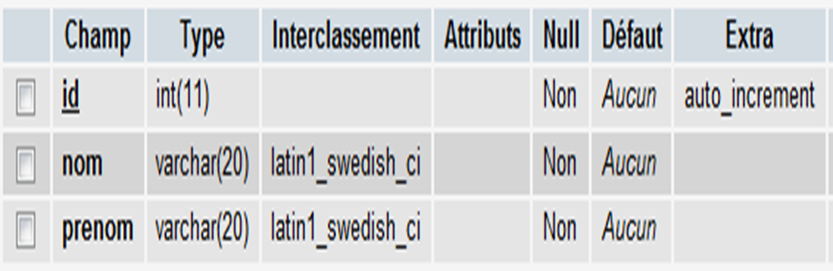 Champ Type Interclassement Attributs Null Défaut Extra
id int(11) Non Aucun auto_increment
nom varchar(20) latin1_swedish_ci Non Aucun
prenom varchar(20) latin1_swedish_ci Non Aucun